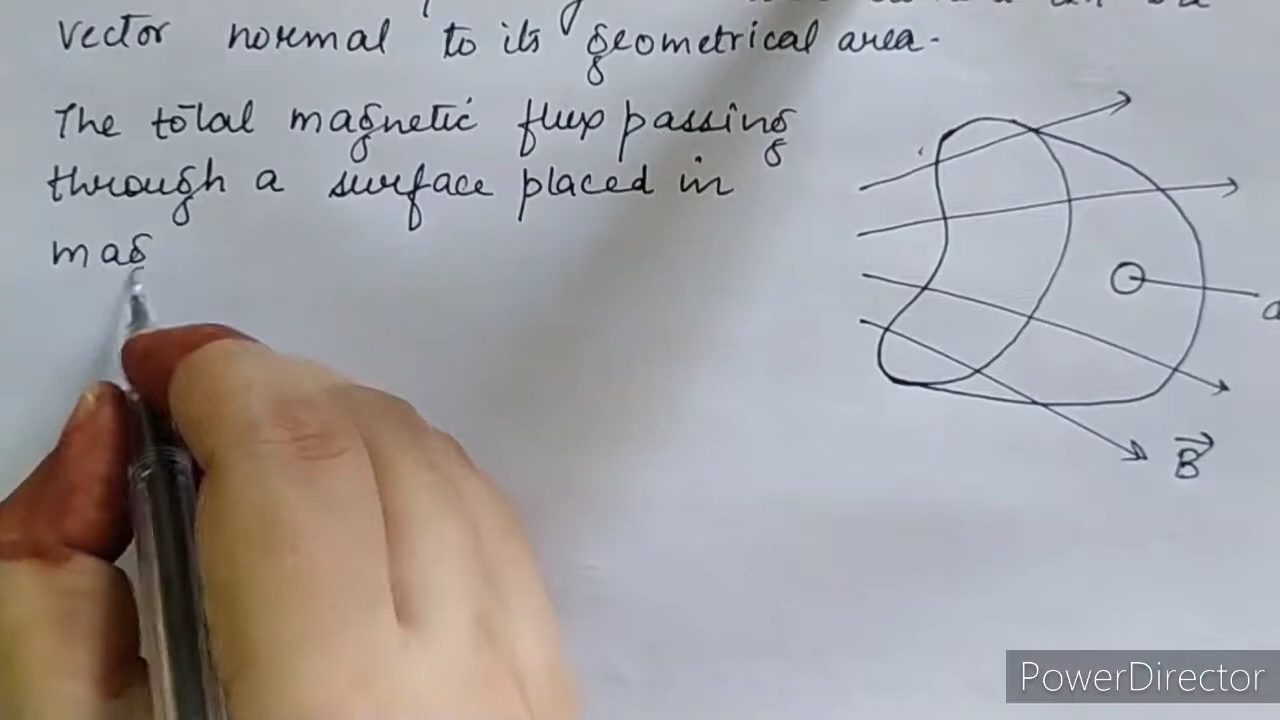 vector normal to its geometrical area.
The total magnetic flux passing
through a surface placed in
mag
B
PowerDirector